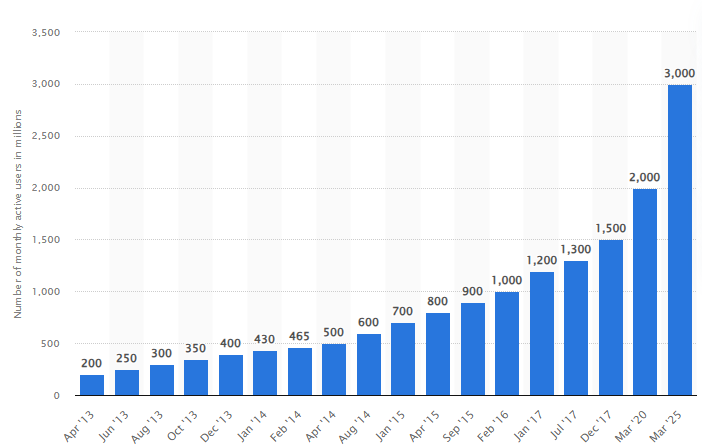 Number of monthly active users in millions
3,500
3,000
2,500
2,000
1,500
1,000
500
0
200
250
300
350
400
430
465
500
600
700
800
900
1,000
1,200
1,300
1,500
2,000
3,000
Apr '13
Jun '13
Aug '13
Oct '13
Dec '13
Jan '14
Feb '14
Apr '14
Aug '14
Jan '15
Apr '15
Sep '15
Feb '16
Jan '17
Jul '17
Dec '17
Mar '20
Mar '25